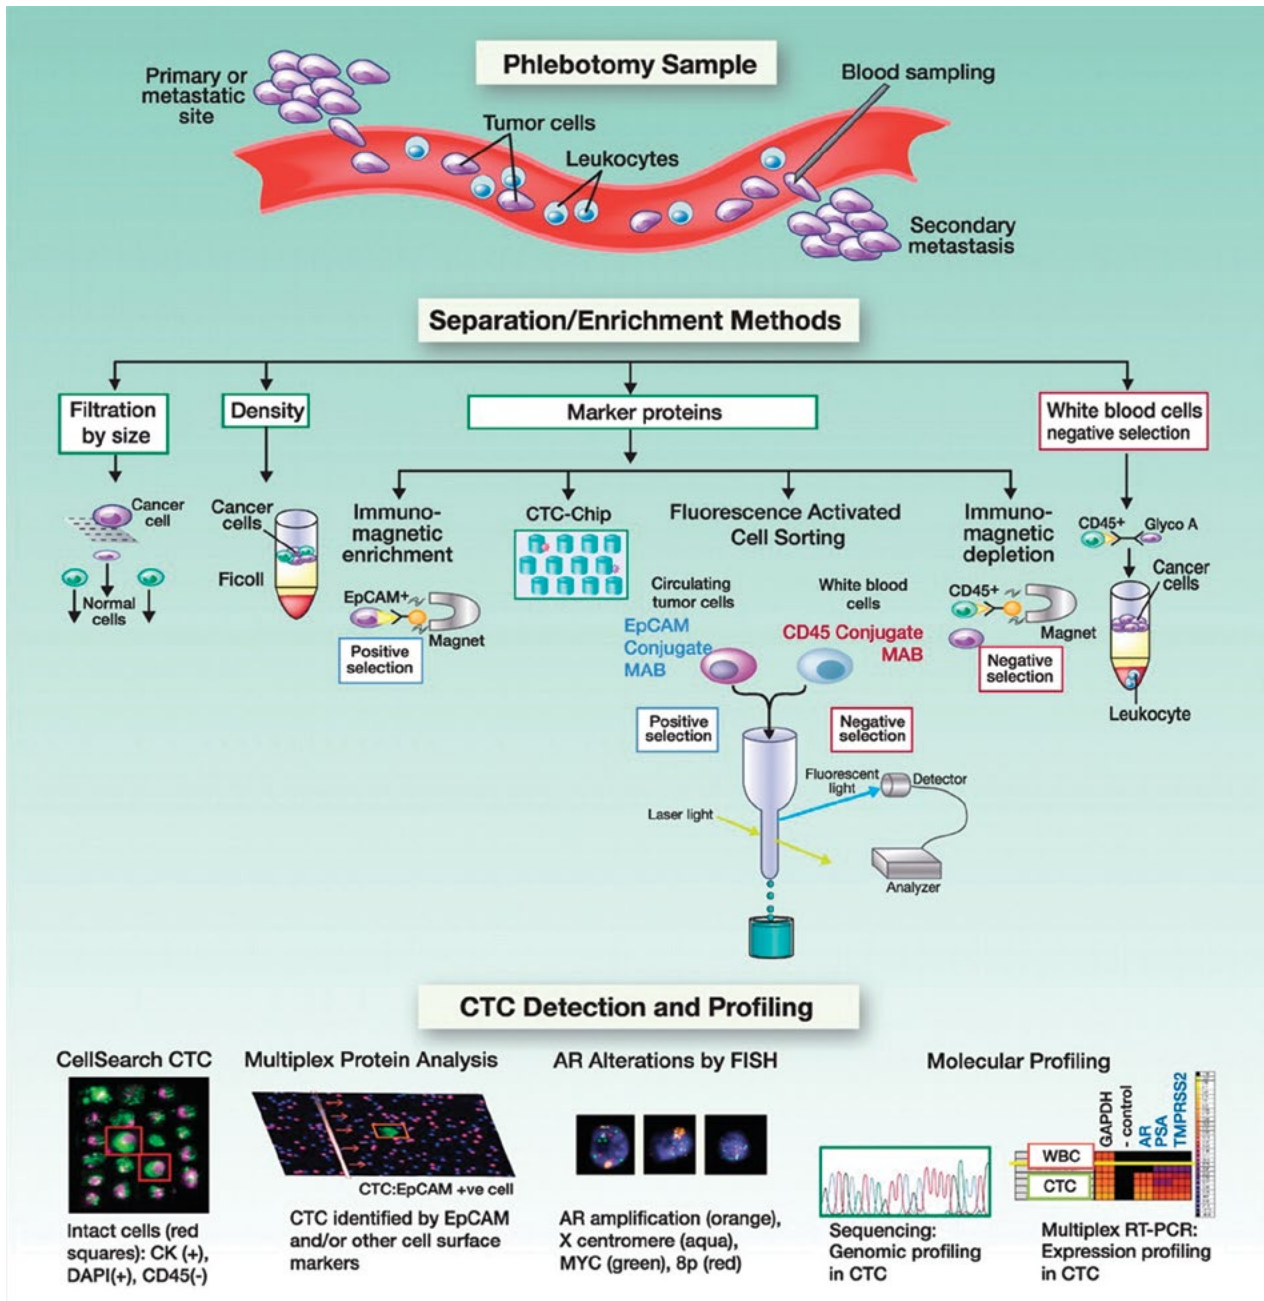 Phlebotomy Sample
Primary or
metastatic
site
Tumor cells
Leukocytes
Blood sampling
Secondary
metastasis
Separation/Enrichment Methods
Filtration
by size
Density
Marker proteins
White blood cells
negative selection
Cancer
cell
Normal
cells
Cancer
cells
Ficoll
Immuno-
magnetic
enrichment
EpCAM+
Magnet
Positive
selection
CTC-Chip
Fluorescence Activated
Cell Sorting
Circulating
tumor cells
EpCAM
Conjugate
MAB
White blood
cells
CD45 Conjugate
MAB
Positive
selection
Negative
selection
Laser light
Fluorescent
light
Detector
Analyzer
Immuno-
magnetic
depletion
CD45+
Magnet
Negative
selection
CD45+
Glyco A
Cancer
cells
Leukocyte
CTC Detection and Profiling
CellSearch CTC
Intact cells (red
squares): CK (+),
DAPI(+), CD45(-)
Multiplex Protein Analysis
CTC:EpCAM +ve cell
CTC identified by EpCAM
and/or other cell surface
markers
AR Alterations by FISH
AR amplification (orange),
X centromere (aqua),
MYC (green), 8p (red)
Molecular Profiling
Sequencing:
Genomic profiling
in CTC
GAPDH
- control
AR
PSA
TMPRSS2
WBC
CTC
Multiplex RT-PCR:
Expression profiling
in CTC